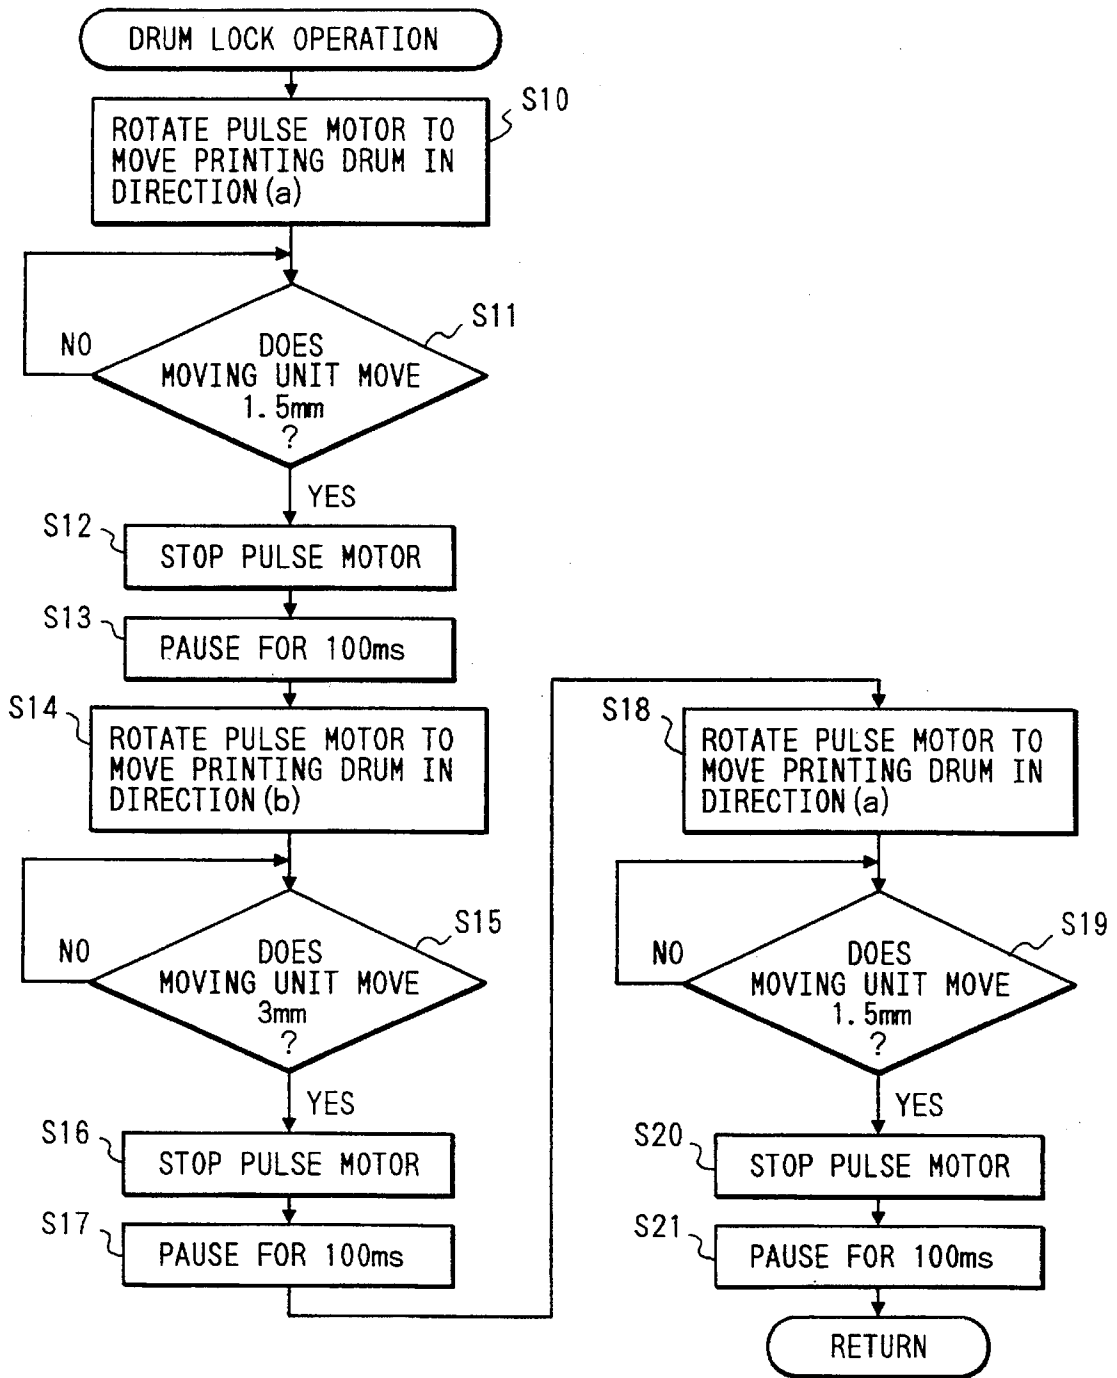 DRUM LOCK OPERATION
S10
ROTATE PULSE MOTOR TO
MOVE PRINTING DRUM IN
DIRECTION(a)
S11
NO
DOES
MOVING UNIT MOVE
1.5mm
?
YES
S12
STOP PULSE MOTOR
S13
PAUSE FOR 100ms
S14
ROTATE PULSE MOTOR TO
MOVE PRINTING DRUM IN
DIRECTION(b)
S15
NO
DOES
MOVING UNIT MOVE
3mm
?
YES
S16
STOP PULSE MOTOR
S17
PAUSE FOR 100ms
S18
ROTATE PULSE MOTOR TO
MOVE PRINTING DRUM IN
DIRECTION(a)
S19
NO
DOES
MOVING UNIT MOVE
1.5mm
?
YES
S20
STOP PULSE MOTOR
S21
PAUSE FOR 100ms
RETURN